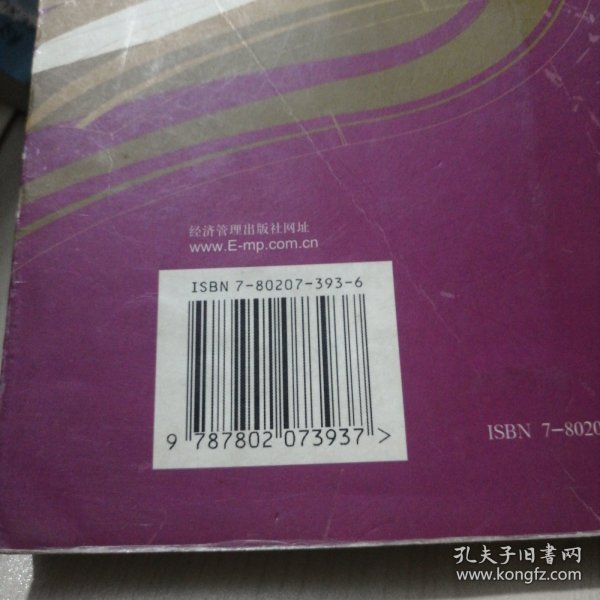 经济管理出版社网址
www.E-mp.com.cn
ISBN 7-80207-393-6
9 787802 073937 >
ISBN 7-8020
孔夫子旧书网
www.kongfz.com